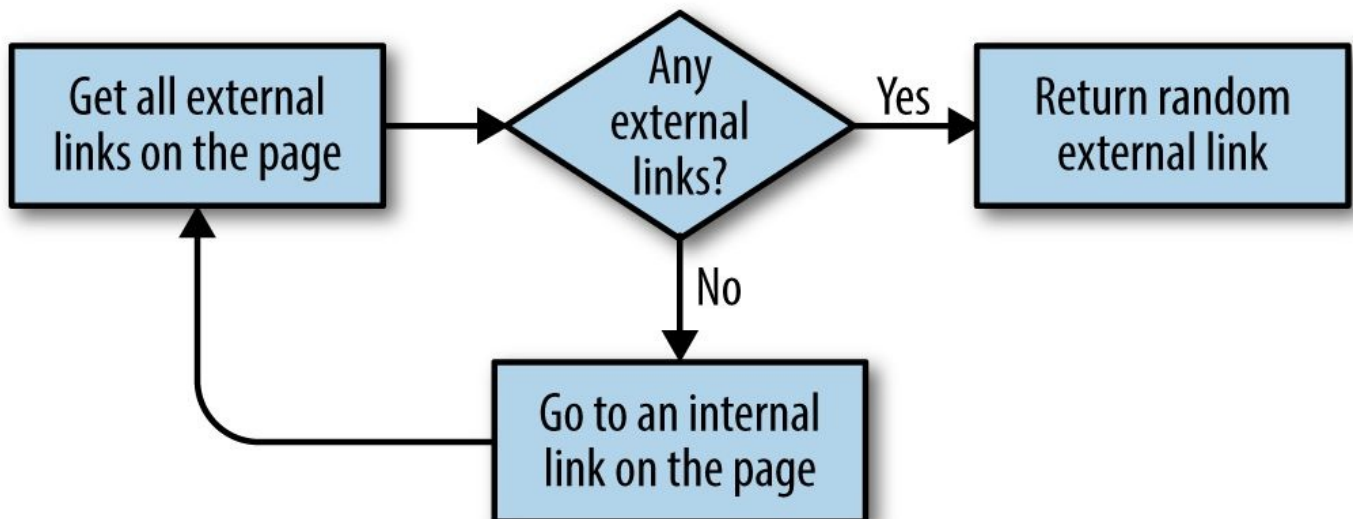 Get all external
links on the page
Any
external
links?
Yes
Return random
external link
No
Go to an internal
link on the page